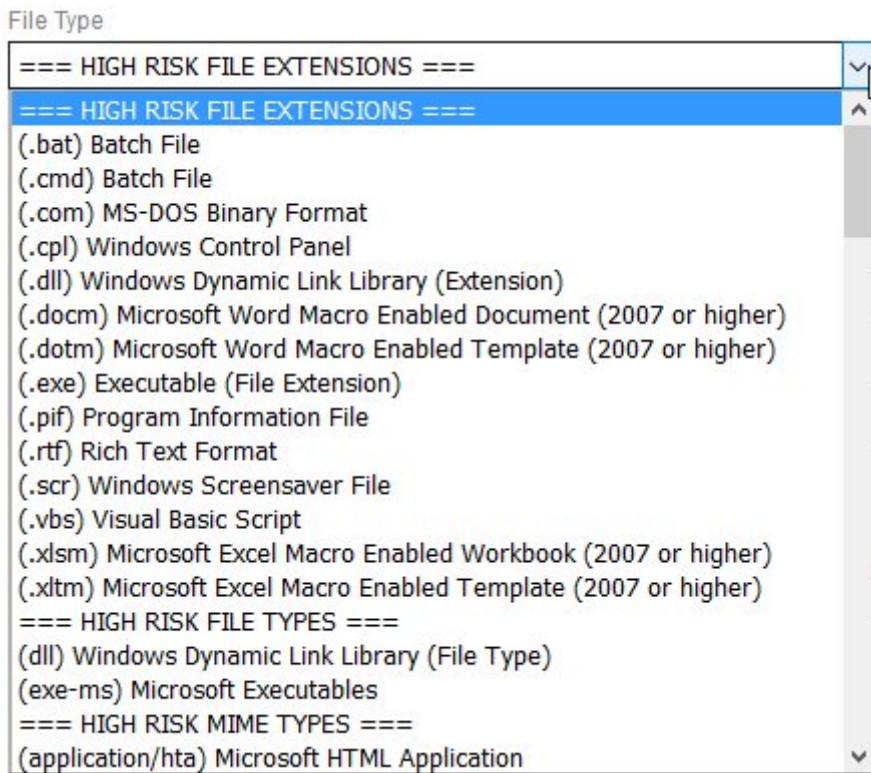 File Type
=== HIGH RISK FILE EXTENSIONS ===
=== HIGH RISK FILE EXTENSIONS ===
(.bat) Batch File
(.cmd) Batch File
(.com) MS-DOS Binary Format
(.cpl) Windows Control Panel
(.dll) Windows Dynamic Link Library (Extension)
(.docm) Microsoft Word Macro Enabled Document (2007 or higher)
(.dotm) Microsoft Word Macro Enabled Template (2007 or higher)
(.exe) Executable (File Extension)
(.pif) Program Information File
(.rtf) Rich Text Format
(.scr) Windows Screensaver File
(.vbs) Visual Basic Script
(.xlsm) Microsoft Excel Macro Enabled Workbook (2007 or higher)
(.xltm) Microsoft Excel Macro Enabled Template (2007 or higher)
=== HIGH RISK FILE TYPES ===
(dll) Windows Dynamic Link Library (File Type)
(exe-ms) Microsoft Executables
=== HIGH RISK MIME TYPES ===
(application/hta) Microsoft HTML Application